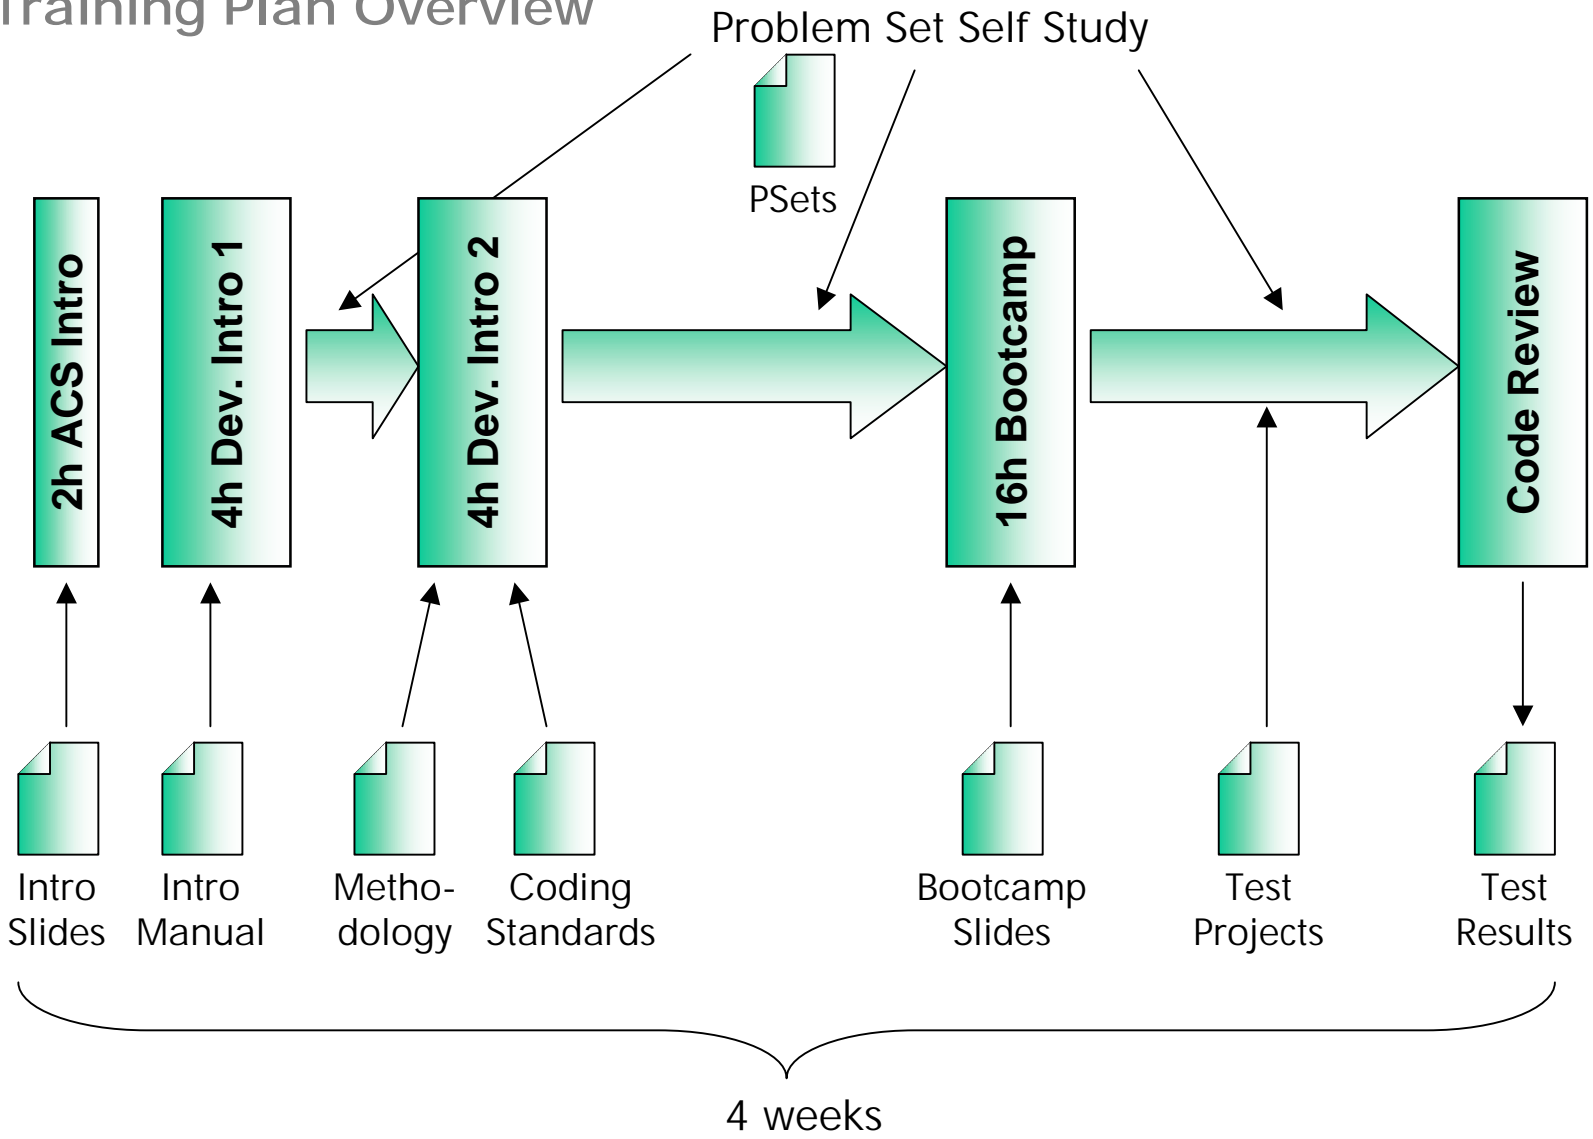 Training Plan Overview
Problem Set Self Study
PSets
2h ACS Intro
4h Dev. Intro 1
4h Dev. Intro 2
16h Bootcamp
Code Review
Intro
Slides
Intro
Manual
Metho-
dology
Coding
Standards
Bootcamp
Slides
Test
Projects
Test
Results
4 weeks